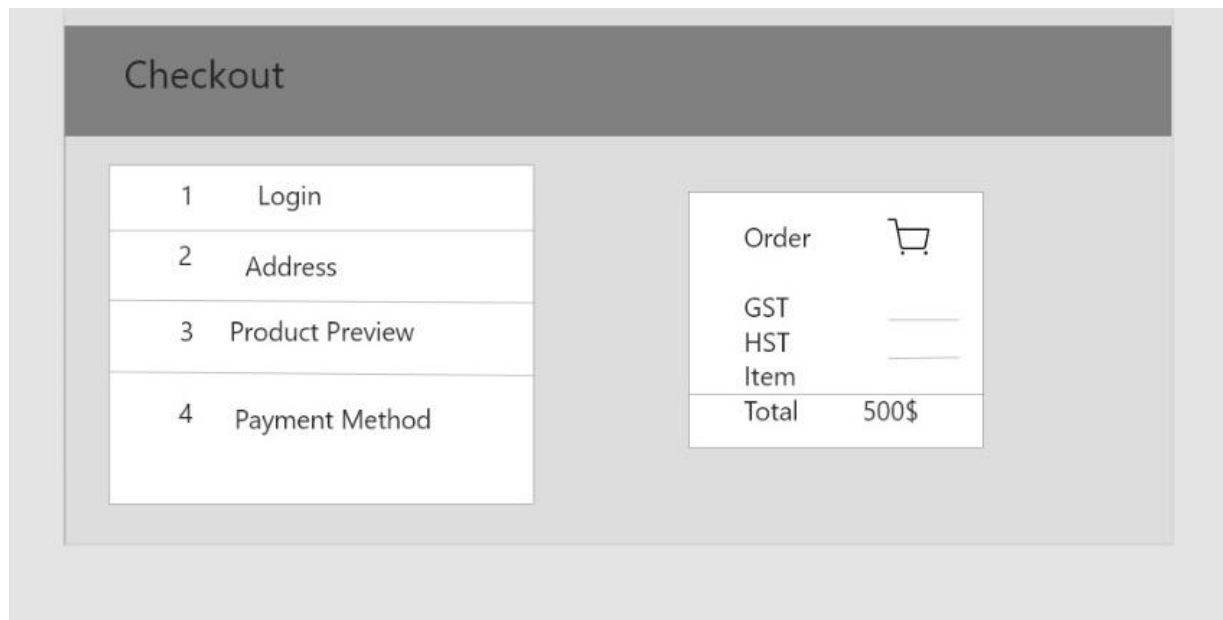 Checkout
1 Login
2 Address
3 Product Preview
4 Payment Method
Order
GST
HST
Item
Total 500$